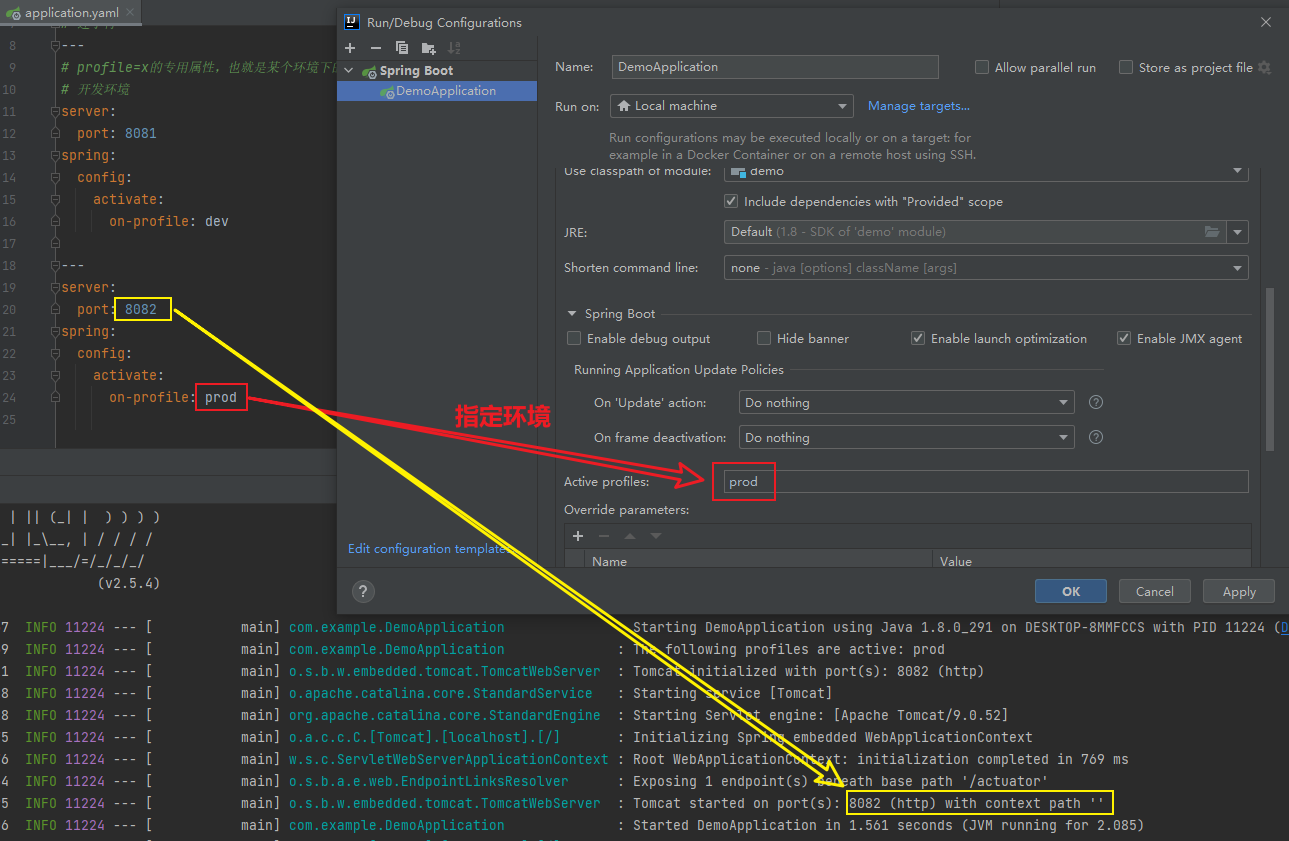 application.yaml
8 ---
9 # profile=x的专用属性，也就是某个环境下
10 # 开发环境
11 server:
12 port: 8081
13 spring:
14 config:
15 activate:
16 on-profile: dev
17
18 ---
19 server:
20 port: 8082
21 spring:
22 config:
23 activate:
24 on-profile: prod
25
Run/Debug Configurations
Spring Boot
DemoApplication
Edit configuration templates
Name: DemoApplication
Allow parallel run
Store as project file
Run on: Local machine
Manage targets...
Run configurations may be executed locally or on a target: for
example in a Docker Container or on a remote host using SSH.
Use classpath of module: demo
Include dependencies with "Provided" scope
JRE: Default (1.8 - SDK of 'demo' module)
Shorten command line: none - java [options] className [args]
Spring Boot
Enable debug output
Hide banner
Enable launch optimization
Enable JMX agent
Running Application Update Policies
On 'Update' action: Do nothing ?
On frame deactivation: Do nothing ?
指定环境
Active profiles: prod
Override parameters:
Name Value
? OK Cancel Apply
| || (_| | ) ) ) )
_| |_\__, | / / / /
=====|___/=/_/_/_/
(v2.5.4)
7 INFO 11224 --- [ main] com.example.DemoApplication : Starting DemoApplication using Java 1.8.0_291 on DESKTOP-8MMFCCS with PID 11224 (D
9 INFO 11224 --- [ main] com.example.DemoApplication : The following profiles are active: prod
1 INFO 11224 --- [ main] o.s.b.w.embedded.tomcat.TomcatWebServer : Tomcat initialized with port(s): 8082 (http)
8 INFO 11224 --- [ main] o.apache.catalina.core.StandardService : Starting service [Tomcat]
8 INFO 11224 --- [ main] org.apache.catalina.core.StandardEngine : Starting Servlet engine: [Apache Tomcat/9.0.52]
5 INFO 11224 --- [ main] o.a.c.c.C.[Tomcat].[localhost].[/] : Initializing Spring embedded WebApplicationContext
6 INFO 11224 --- [ main] w.s.c.ServletWebServerApplicationContext : Root WebApplicationContext: initialization completed in 769 ms
4 INFO 11224 --- [ main] o.s.b.a.e.web.EndpointLinksResolver : Exposing 1 endpoint(s) beneath base path '/actuator'
5 INFO 11224 --- [ main] o.s.b.w.embedded.tomcat.TomcatWebServer : Tomcat started on port(s): 8082 (http) with context path ''
6 INFO 11224 --- [ main] com.example.DemoApplication : Started DemoApplication in 1.561 seconds (JVM running for 2.085)